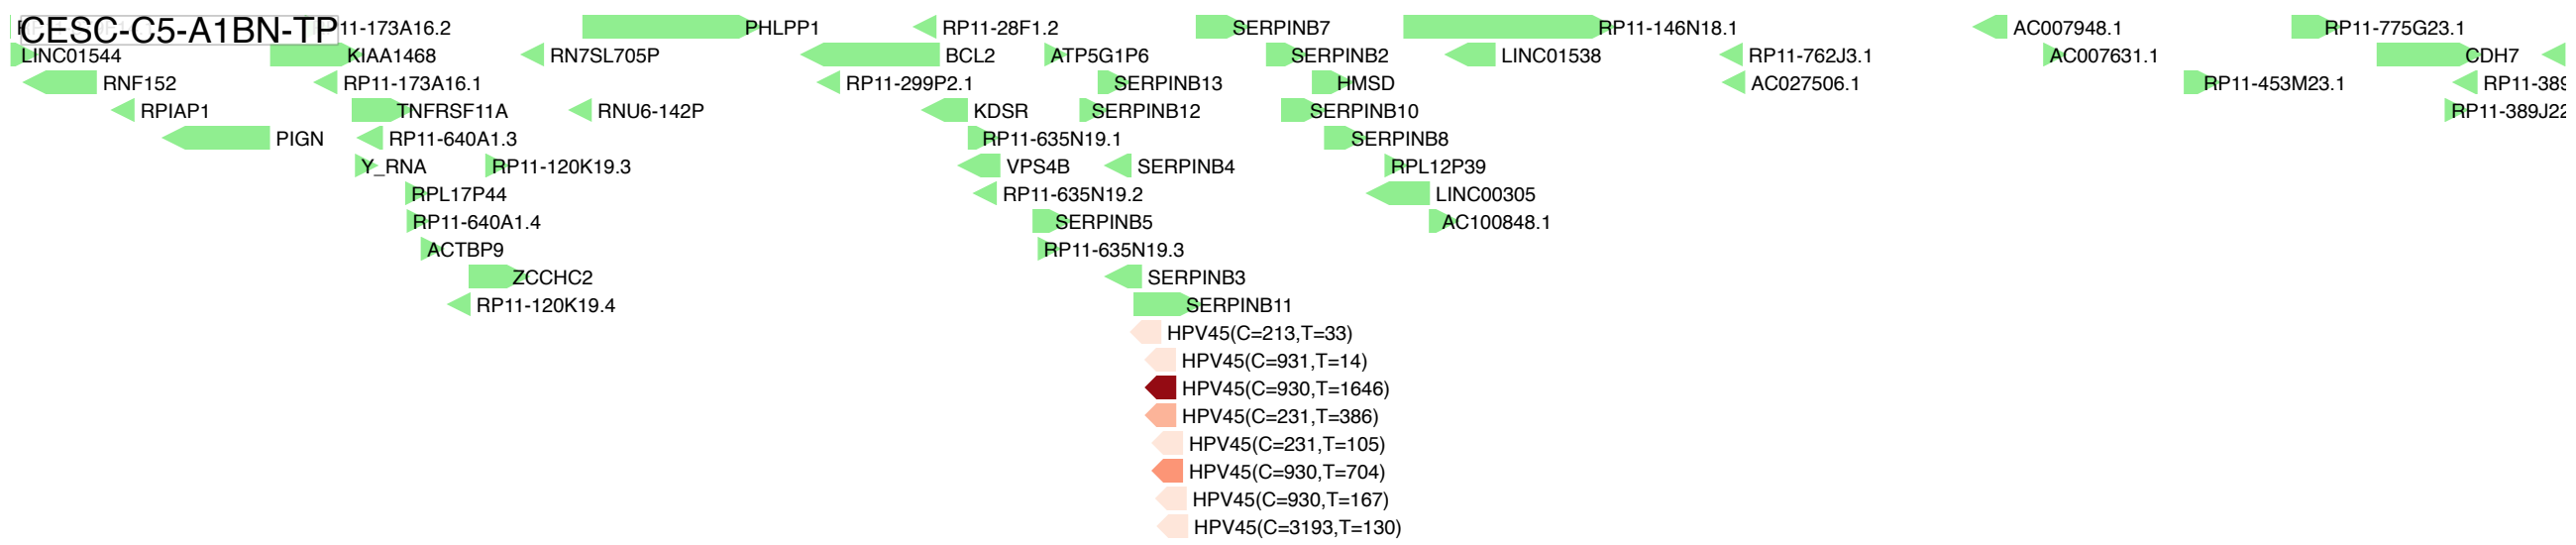 CESC-C5-A1BN-TP 11-173A16.2 PHLPP1 RP11-28F1.2 SERPINB7 RP11-146N18.1 AC007948.1 RP11-775G23.1
LINC01544 KIAA1468 RN7SL705P BCL2 ATP5G1P6 SERPINB2 LINC01538 RP11-762J3.1 AC007631.1 CDH7
RNF152 RP11-173A16.1 RP11-299P2.1 SERPINB13 HMSD AC027506.1 RP11-453M23.1 RP11-389
RPIAP1 TNFRSF11A RNU6-142P KDSR SERPINB12 SERPINB10 RP11-389J22
PIGN RP11-640A1.3 RP11-635N19.1 SERPINB8
Y_RNA RP11-120K19.3 VPS4B SERPINB4 RPL12P39
RPL17P44 RP11-635N19.2 LINC00305
RP11-640A1.4 SERPINB5 AC100848.1
ACTBP9 RP11-635N19.3
ZCCHC2 SERPINB3
RP11-120K19.4 SERPINB11
HPV45(C=213,T=33)
HPV45(C=931,T=14)
HPV45(C=930,T=1646)
HPV45(C=231,T=386)
HPV45(C=231,T=105)
HPV45(C=930,T=704)
HPV45(C=930,T=167)
HPV45(C=3193,T=130)